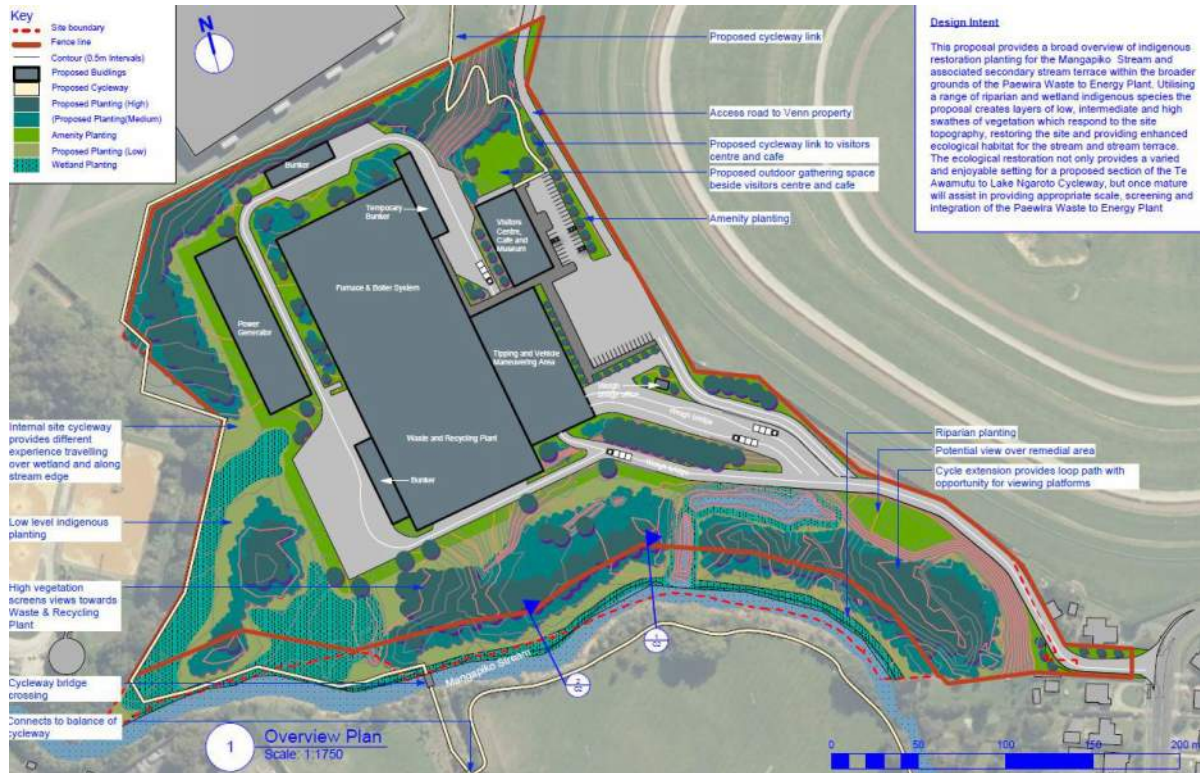 Key
Site boundary
Fence line
Contour (0.5m Intervals)
Proposed Buidlings
Proposed Cycleway
Proposed Planting (High)
(Proposed Planting(Medium)
Amenity Planting
Proposed Planting (Low)
Wetland Planting
N
Proposed cycleway link
Access road to Venn property
Proposed cycleway link to visitors
centre and cafe
Proposed outdoor gathering space
beside visitors centre and cafe
Amenity planting
Design Intent
This proposal provides a broad overview of indigenous
restoration planting for the Mangapiko Stream and
associated secondary stream terrace within the broader
grounds of the Paewira Waste to Energy Plant. Utilising
a range of riparian and wetland indigenous species the
proposal creates layers of low, intermediate and high
swathes of vegetation which respond to the site
topography, restoring the site and providing enhanced
ecological habitat for the stream and stream terrace.
The ecological restoration not only provides a varied
and enjoyable setting for a proposed section of the Te
Awamutu to Lake Ngaroto Cycleway, but once mature
will assist in providing appropriate scale, screening and
integration of the Paewira Waste to Energy Plant
Bunker
Temporary
Bunker
Visitors
Centre,
Cafe and
Museum
Furnace & Boiler System
Power
Generator
Tipping and Vehicle
Maneuvering Area
Weigh Bridge
Waste and Recycling Plant
Bunker
Internal site cycleway
provides different
experience travelling
over wetland and along
stream edge
Low level indigenous
planting
High vegetation
screens views towards
Waste & Recycling
Plant
Cycleway bridge
crossing
Connects to balance of
cycleway
Riparian planting
Potential view over remedial area
Cycle extension provides loop path with
opportunity for viewing platforms
Mangapiko Stream
1
Overview Plan
Scale: 1:1750
0 50 100 150 200 m